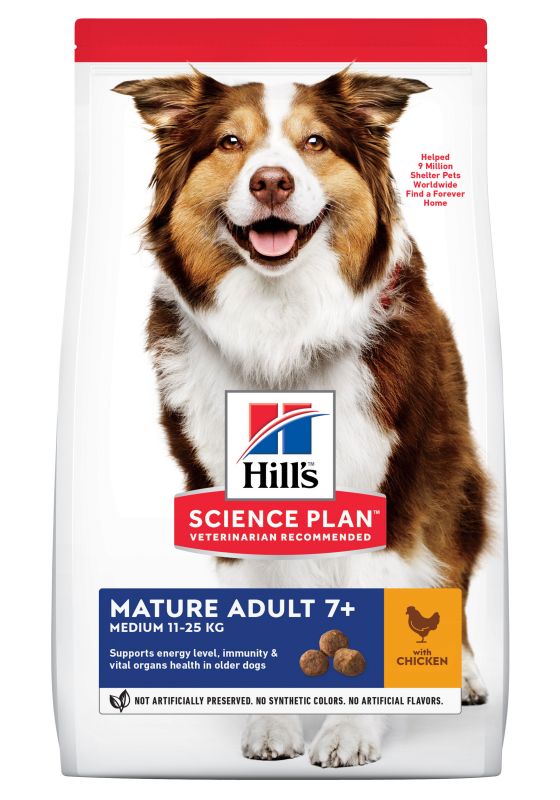 Helped
9 Million
Shelter Pets
Worldwide
Find a Forever
Home
Hill's™
SCIENCE PLAN™
VETERINARIAN RECOMMENDED
MATURE ADULT 7+
MEDIUM 11-25 KG
Supports energy level, immunity &
vital organs health in older dogs
with
CHICKEN
NOT ARTIFICIALLY PRESERVED. NO SYNTHETIC COLORS. NO ARTIFICIAL FLAVORS.